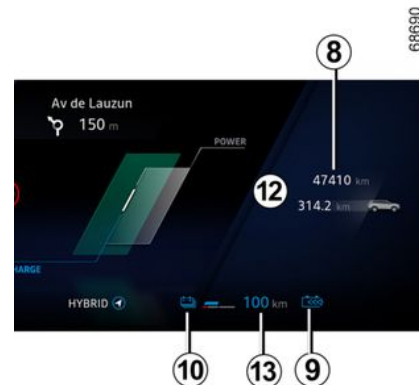 68690
8
Av de Lauzun
150 m
POWER
12
47410 km
314.2 km
HARGE
HYBRID
100 km
10
13
9